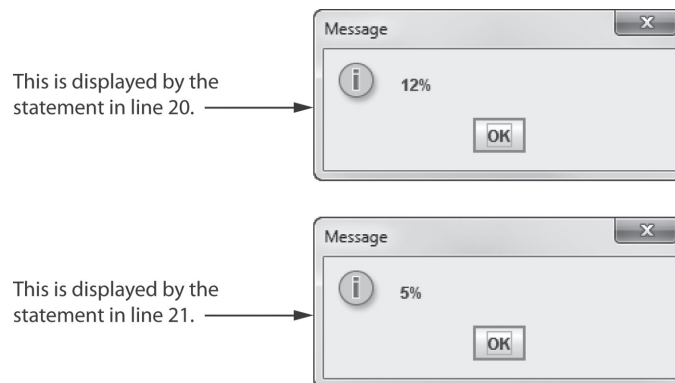 Message
This is displayed by the
statement in line 20.
12%
OK
Message
This is displayed by the
statement in line 21.
5%
OK